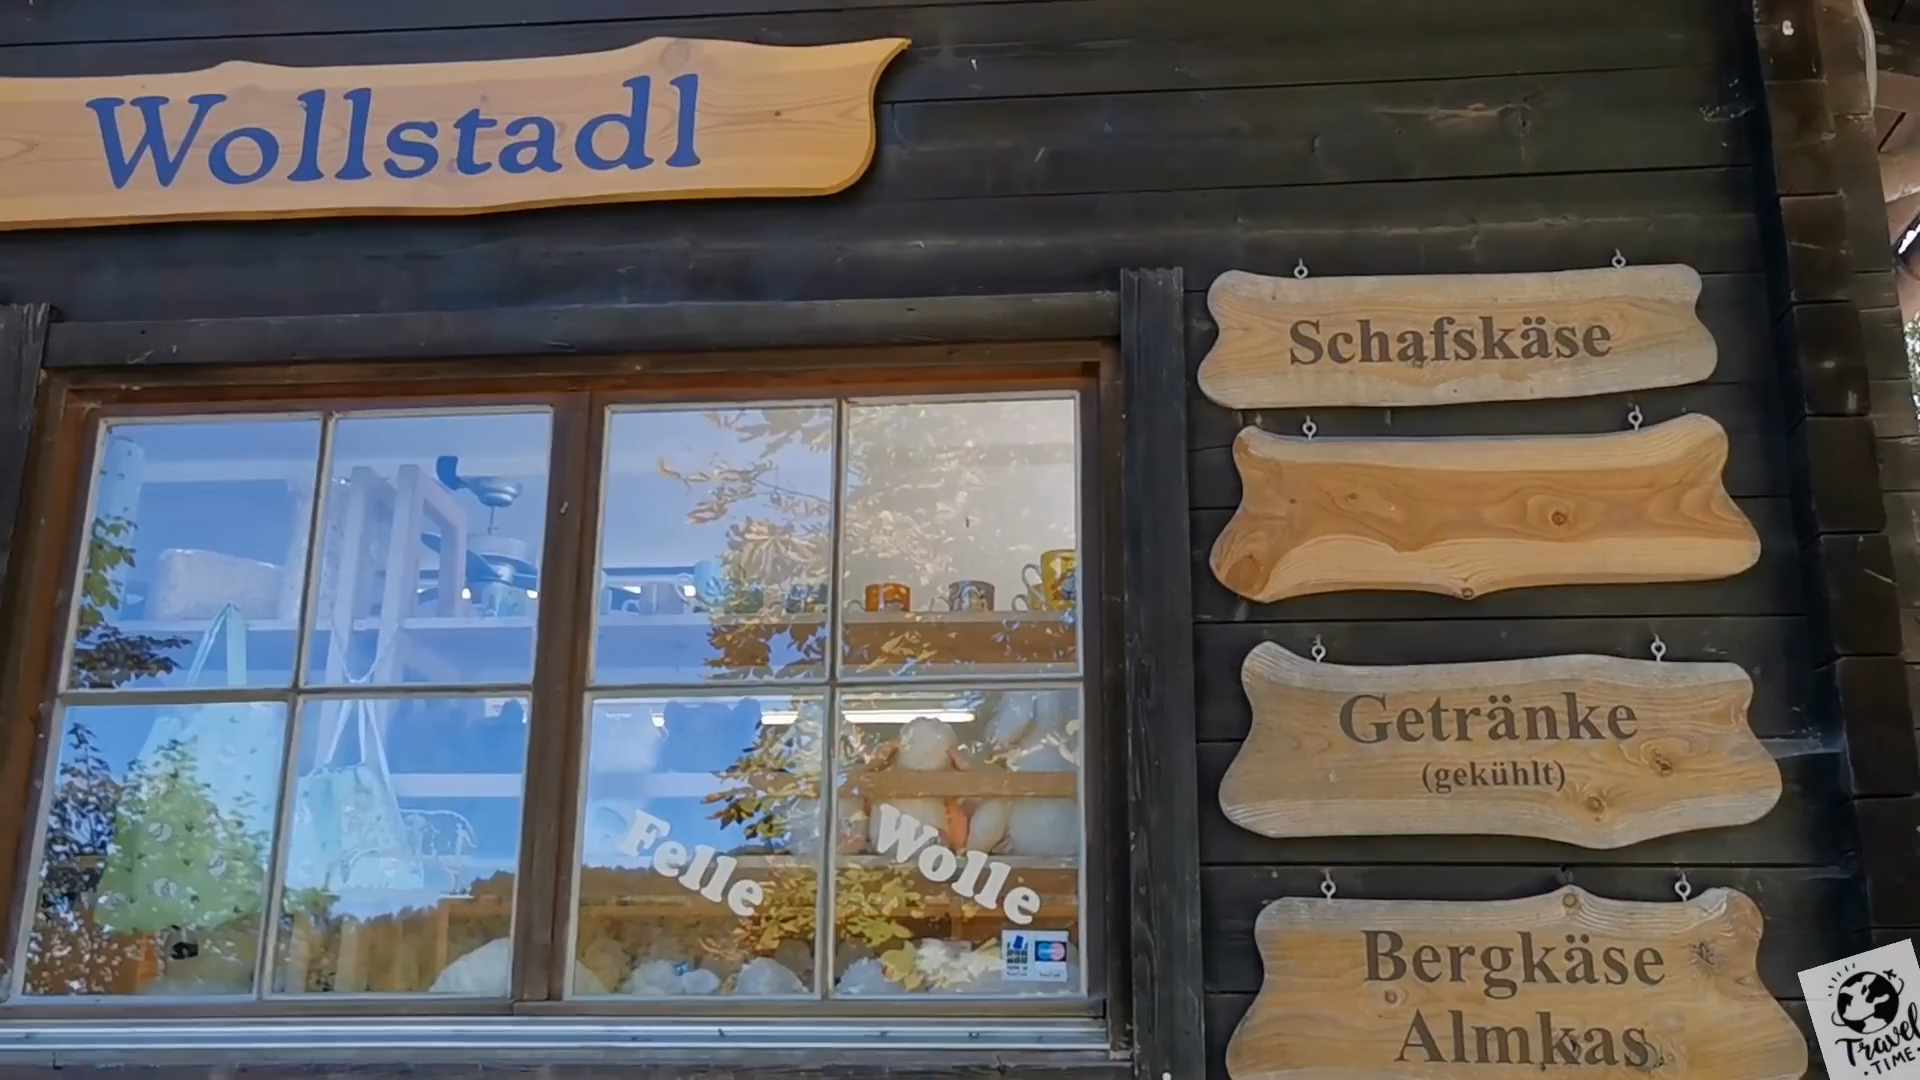 Wollstadl
Schafskäse
Getränke
(gekühlt)
Felle
Wolle
Bergkäse
Almkas
Travel
TIME